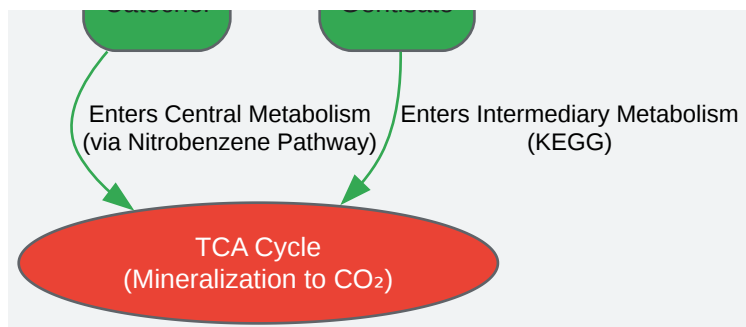 Enters Central Metabolism
(via Nitrobenzene Pathway)
Enters Intermediary Metabolism
(KEGG)
TCA Cycle
(Mineralization to CO₂)